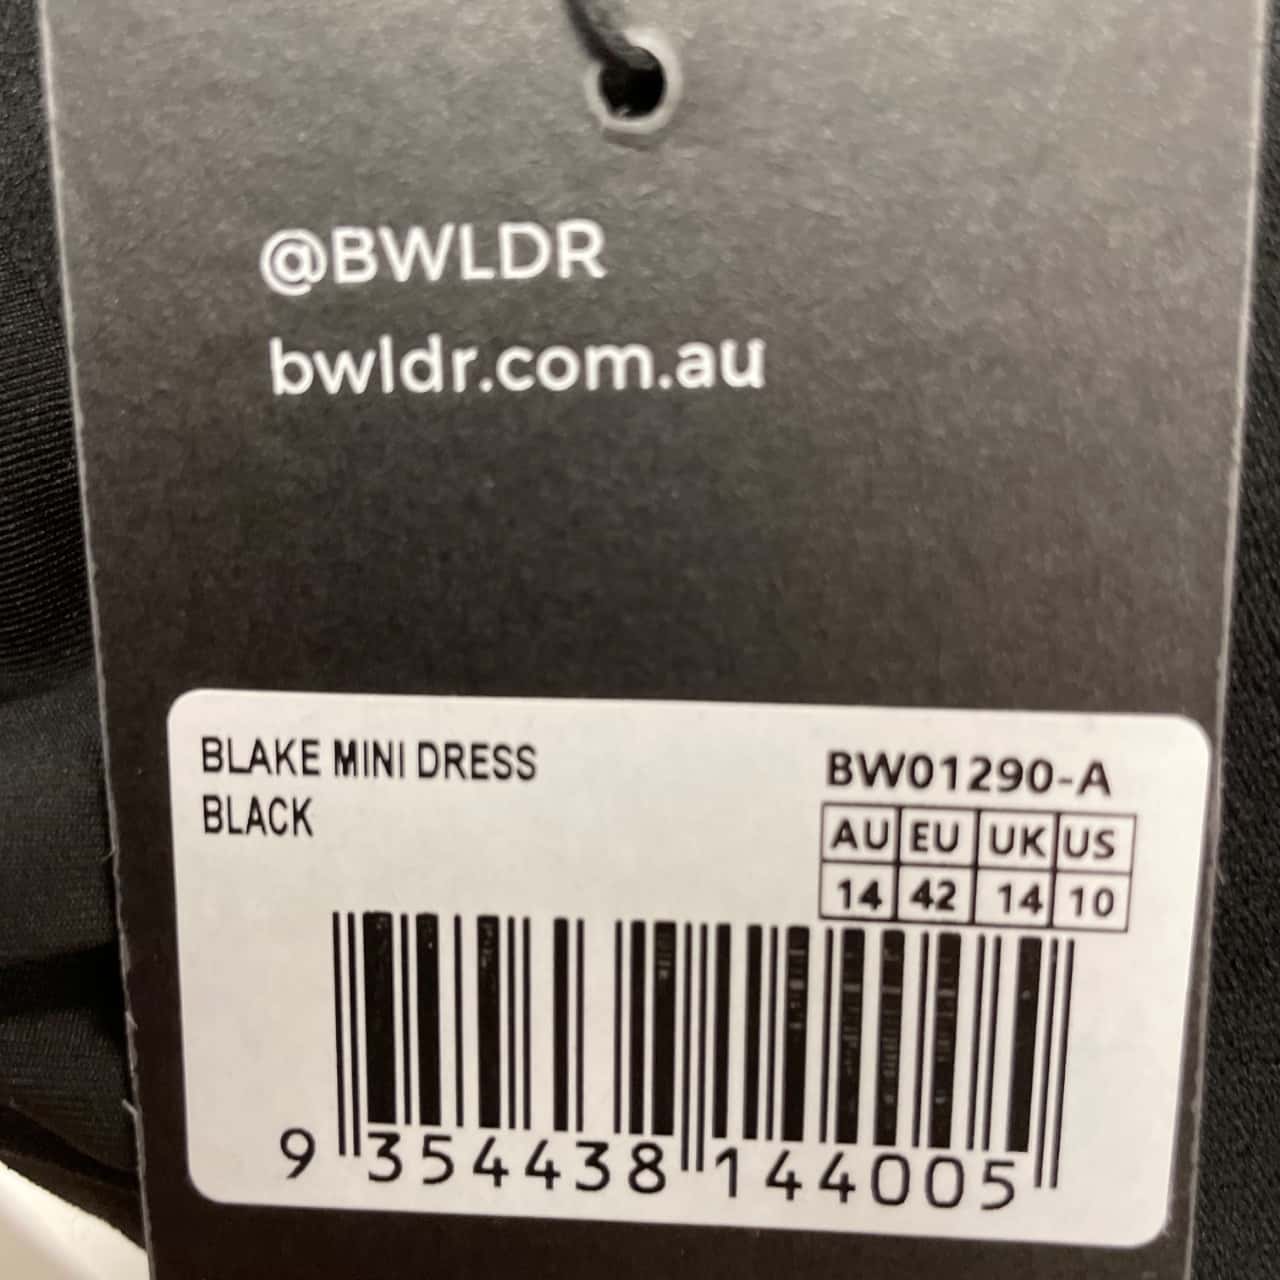 @BWLDR
bwldr.com.au
BLAKE MINI DRESS
BLACK
BW01290-A
AU EU UK US
14 42 14 10
9 354438 144005